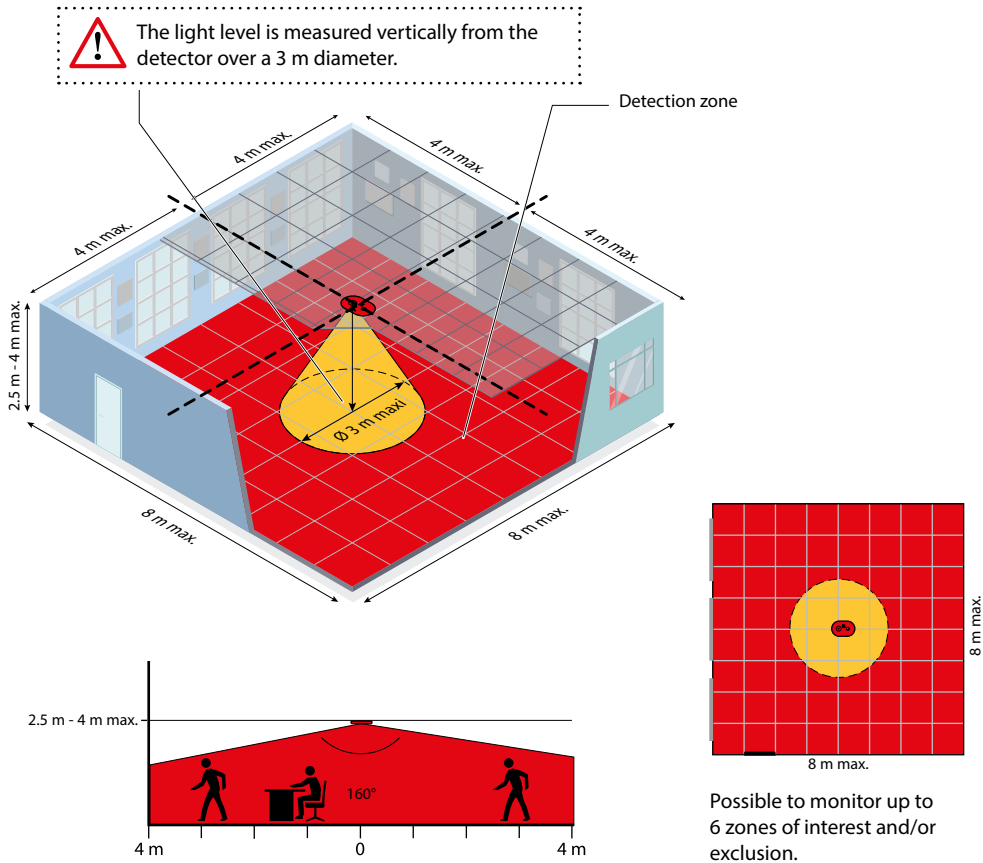 The light level is measured vertically from the
detector over a 3 m diameter.
Detection zone
4 m max.
4 m max.
4 m max.
4 m max.
2.5 m - 4 m max.
Ø 3 m maxi
8 m max.
8 m max.
8 m max.
8 m max.
2.5 m - 4 m max.
160°
4 m
0
4 m
Possible to monitor up to
6 zones of interest and/or
exclusion.